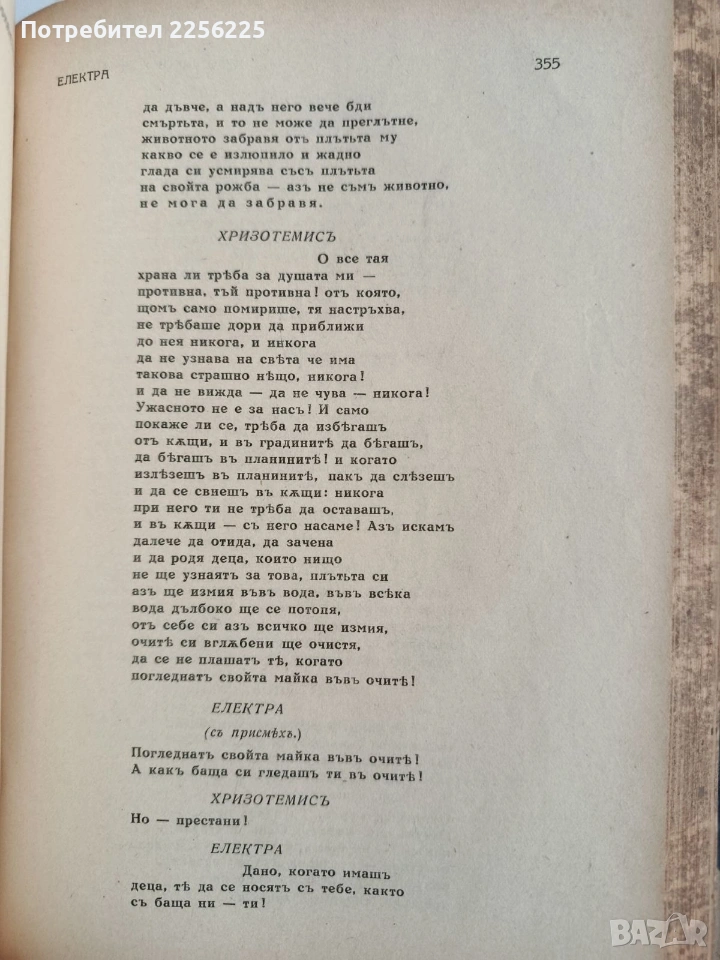 Потребител 2256225
ЕЛЕКТРА 355
да дъвче, а надъ него вече бди
смъртьта, и то не може да преглътне,
животното забравя отъ плътьта му
какво се е излюпило и жадно
глада си усмирява съсъ плътьта
на свойта рожба — азъ не съмъ животно,
не мога да забравя.
ХРИЗОТЕМИСЪ
О все тая
храна ли трѣба за душата ми —
противна, тъй противна! отъ която,
щомъ само помирише, тя настръхва,
не трѣбаше дори да приближи
до нея никога, и инкога
да не узнава на свѣта че има
такова страшно нѣщо, никога!
и да не вижда — да не чува — никога!
Ужасното не е за насъ! И само
покаже ли се, трѣба да избѣгашъ
отъ кѫщи, и въ градинитѣ да бѣгашъ,
да бѣгашъ въ планинитѣ! и когато
излѣзешъ въ планинитѣ, пакъ да слѣзешъ
и да се свиешъ въ кѫщи: никога
при него ти не трѣба да оставашъ,
и въ кѫщи — съ него насаме! Азъ искамъ
далече да отида, да зачена
и да родя деца, които нищо
не ще узнаятъ за това, плътьта си
азъ ще измия въвъ вода, въвъ всѣка
вода дълбоко ще се потопя,
отъ себе си азъ всичко ще измия,
очитѣ си вглѫбени ще очистя,
да се не плашатъ тѣ, когато
погледнатъ свойта майка въвъ очитѣ!
ЕЛЕКТРА
(съ присмѣхъ.)
Погледнатъ свойта майка въвъ очитѣ!
А какъ баща си гледашъ ти въ очитѣ!
ХРИЗОТЕМИСЪ
Но — престани!
ЕЛЕКТРА
Дано, когато имашъ
деца, тѣ да се носятъ съ тебе, както
съ баща ни — ти!
BAZAR